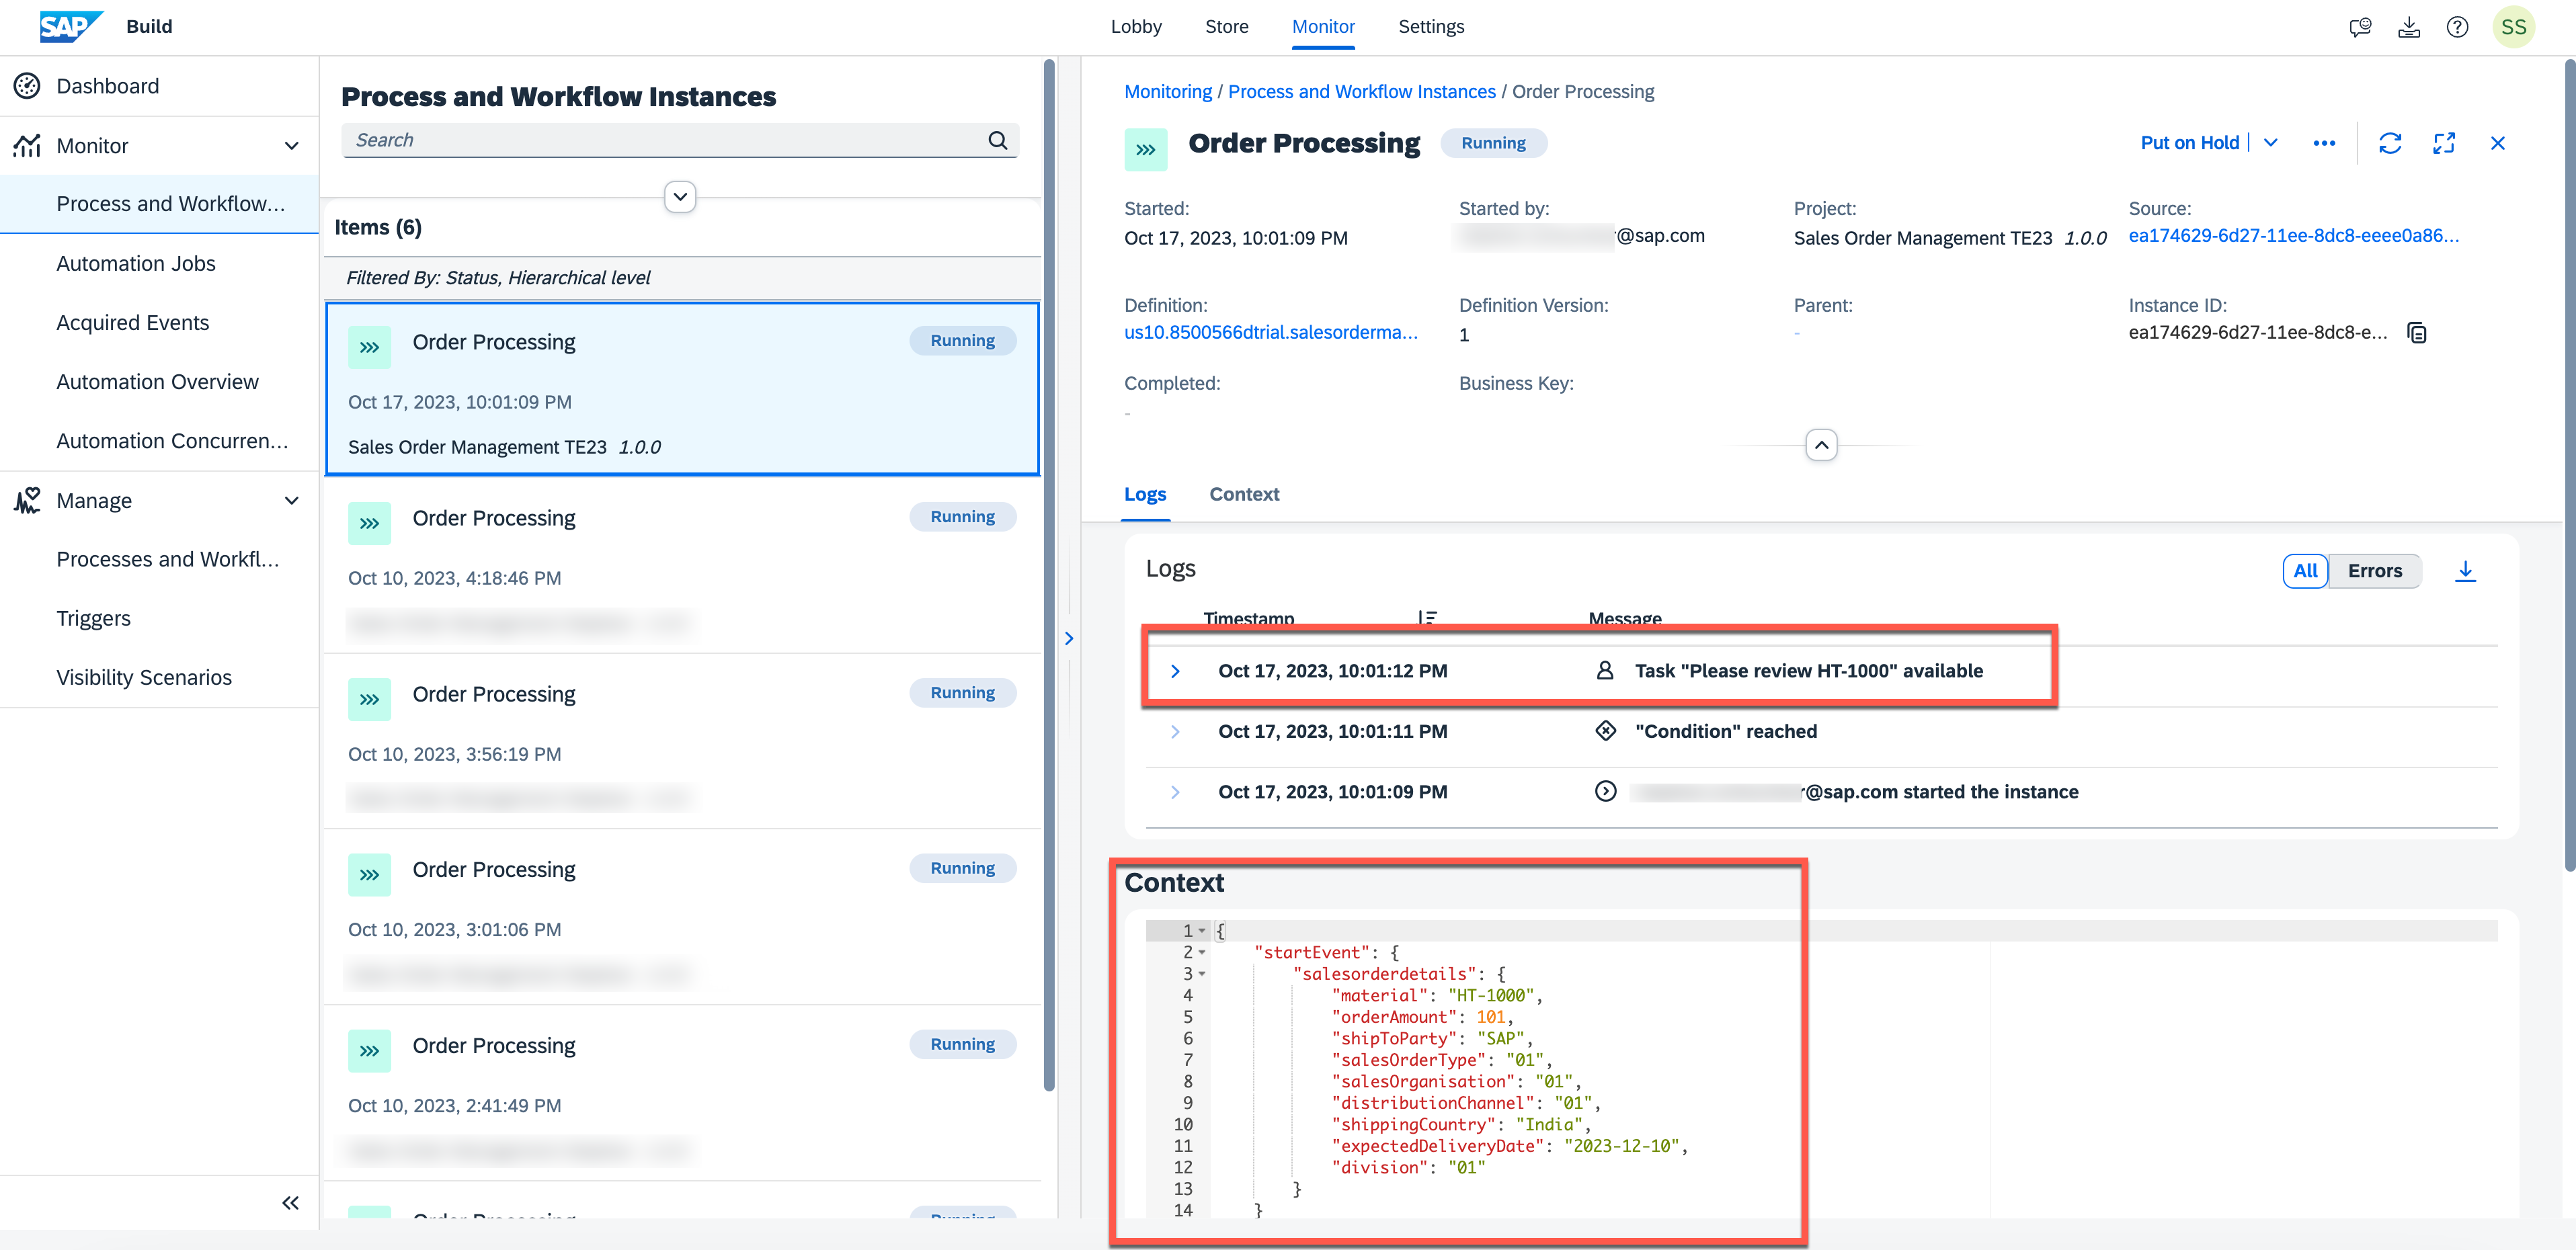 SAP Build
Lobby Store Monitor Settings
SS
Dashboard
Monitor
Process and Workflow...
Automation Jobs
Acquired Events
Automation Overview
Automation Concurren...
Manage
Processes and Workfl...
Triggers
Visibility Scenarios
Process and Workflow Instances
Search
Items (6)
Filtered By: Status, Hierarchical level
Order Processing Running
Oct 17, 2023, 10:01:09 PM
Sales Order Management TE23 1.0.0
Order Processing Running
Oct 10, 2023, 4:18:46 PM
Order Processing Running
Oct 10, 2023, 3:56:19 PM
Order Processing Running
Oct 10, 2023, 3:01:06 PM
Order Processing Running
Oct 10, 2023, 2:41:49 PM
Order Processing Running
Monitoring / Process and Workflow Instances / Order Processing
Order Processing Running
Put on Hold
Started: Started by: Project: Source:
Oct 17, 2023, 10:01:09 PM @sap.com Sales Order Management TE23 1.0.0 ea174629-6d27-11ee-8dc8-eeee0a86...
Definition: Definition Version: Parent: Instance ID:
us10.8500566dtrial.salesorderma... 1 - ea174629-6d27-11ee-8dc8-e...
Completed: Business Key:
-
Logs Context
Logs
All Errors
Timestamp Message
Oct 17, 2023, 10:01:12 PM Task "Please review HT-1000" available
Oct 17, 2023, 10:01:11 PM "Condition" reached
Oct 17, 2023, 10:01:09 PM r@sap.com started the instance
Context
1 {
2 "startEvent": {
3 "salesorderdetails": {
4 "material": "HT-1000",
5 "orderAmount": 101,
6 "shipToParty": "SAP",
7 "salesOrderType": "01",
8 "salesOrganisation": "01",
9 "distributionChannel": "01",
10 "shippingCountry": "India",
11 "expectedDeliveryDate": "2023-12-10",
12 "division": "01"
13 }
14 }